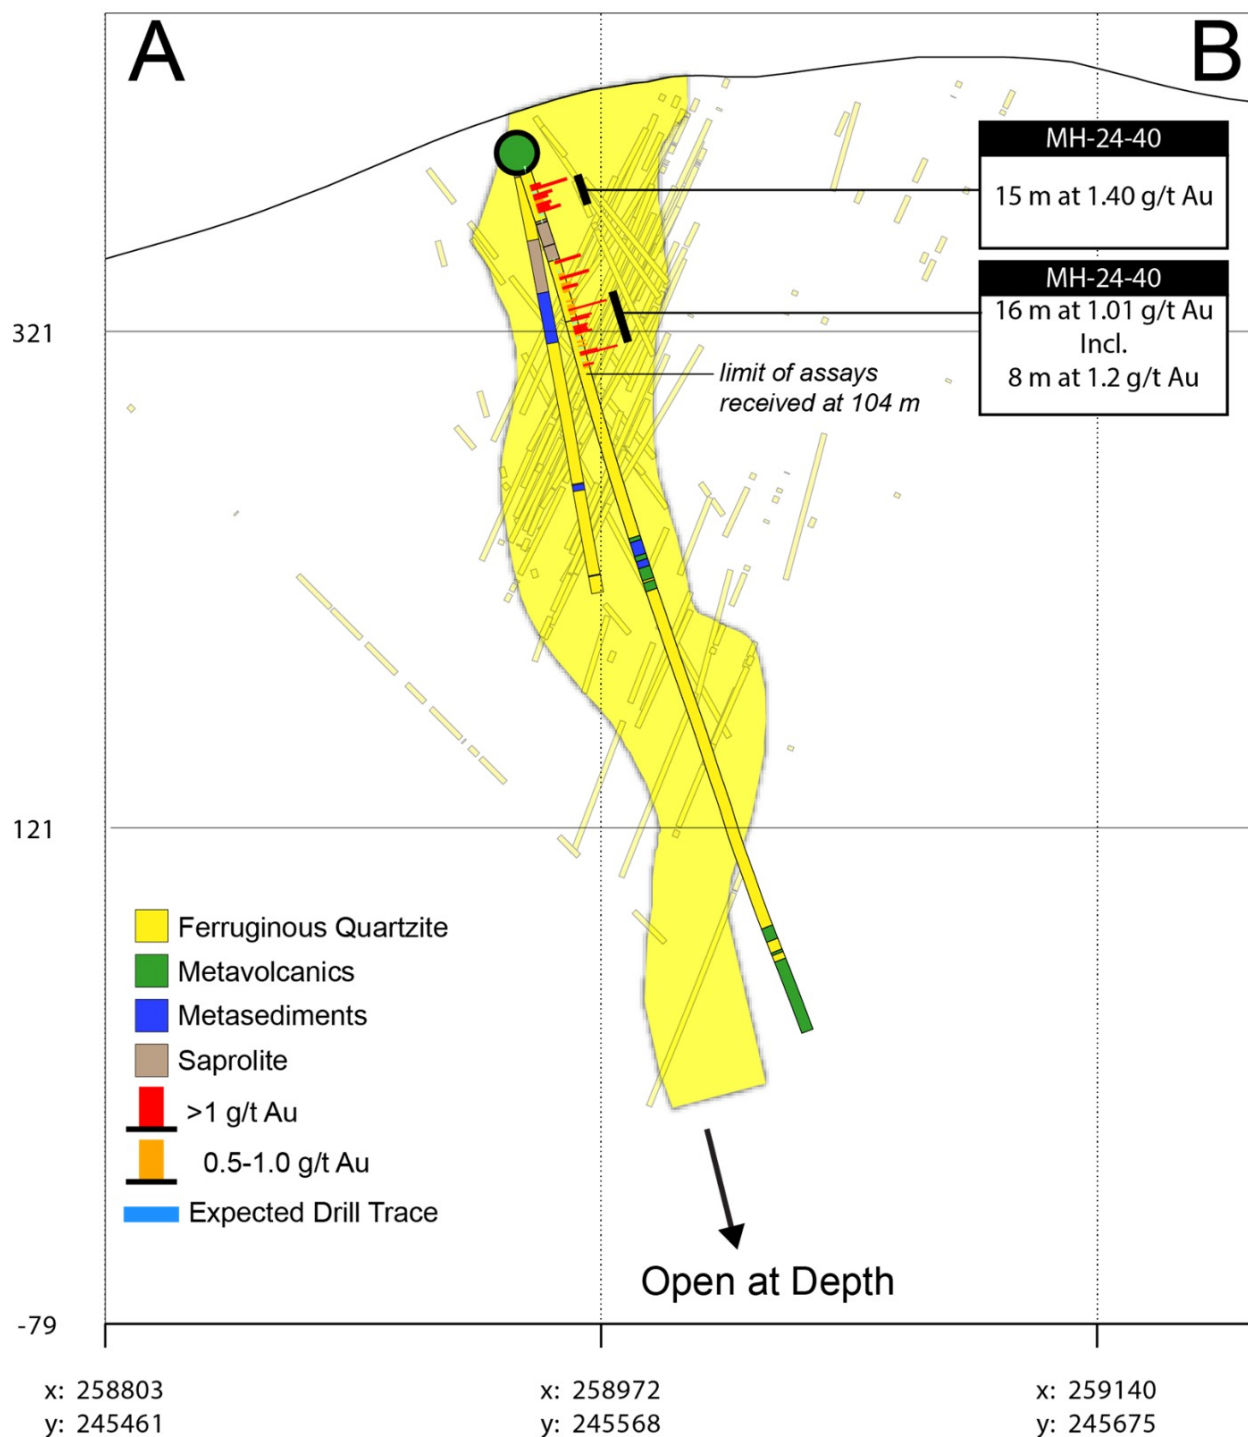 A
B
MH-24-40
15 m at 1.40 g/t Au
MH-24-40
16 m at 1.01 g/t Au
Incl.
8 m at 1.2 g/t Au
321
limit of assays
received at 104 m
121
Ferruginous Quartzite
Metavolcanics
Metasediments
Saprolite
>1 g/t Au
0.5-1.0 g/t Au
Expected Drill Trace
Open at Depth
-79
x: 258803
y: 245461
x: 258972
y: 245568
x: 259140
y: 245675